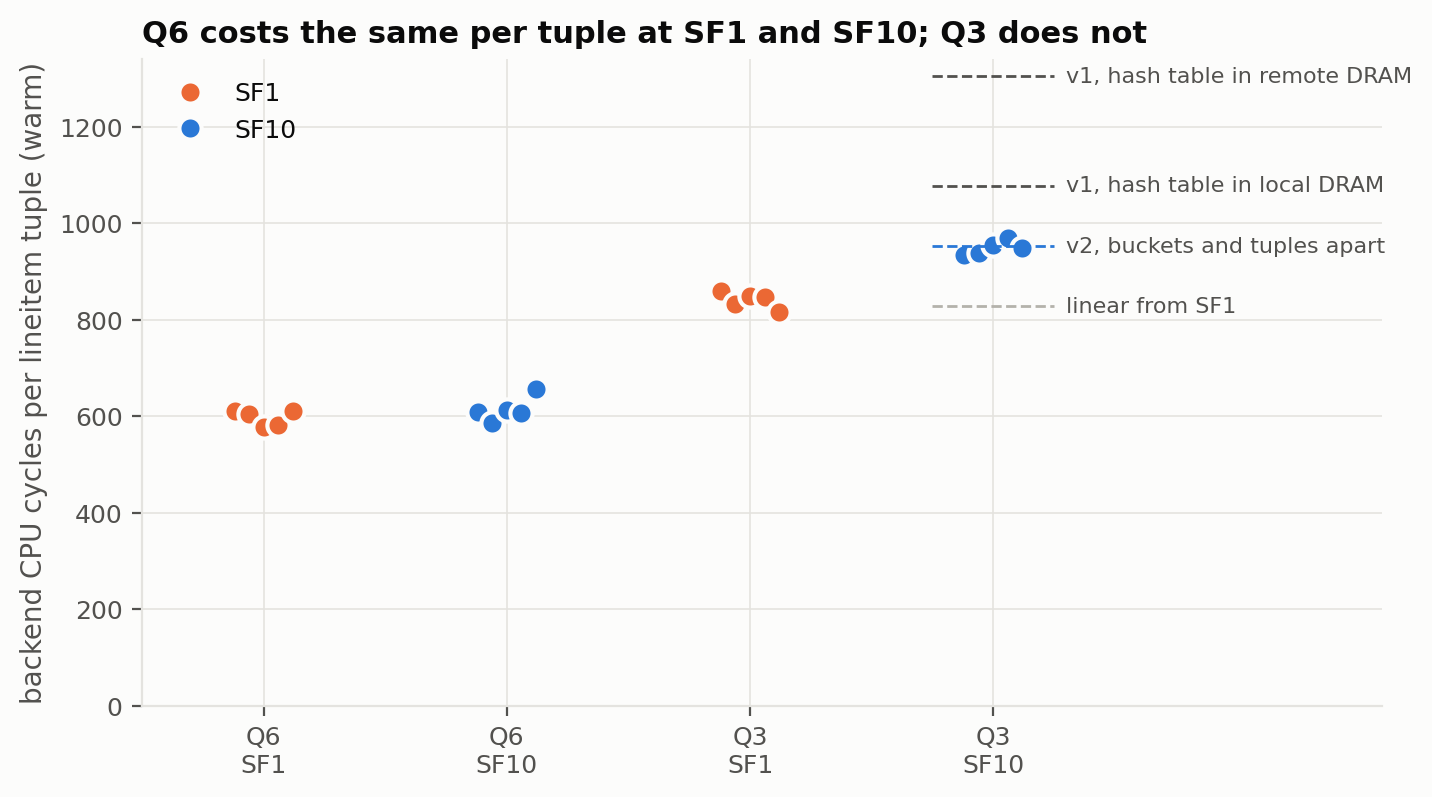 Q6 costs the same per tuple at SF1 and SF10; Q3 does not
backend CPU cycles per lineitem tuple (warm)
SF1
SF10
v1, hash table in remote DRAM
v1, hash table in local DRAM
v2, buckets and tuples apart
linear from SF1
1200
1000
800
600
400
200
0
Q6
SF1
Q6
SF10
Q3
SF1
Q3
SF10